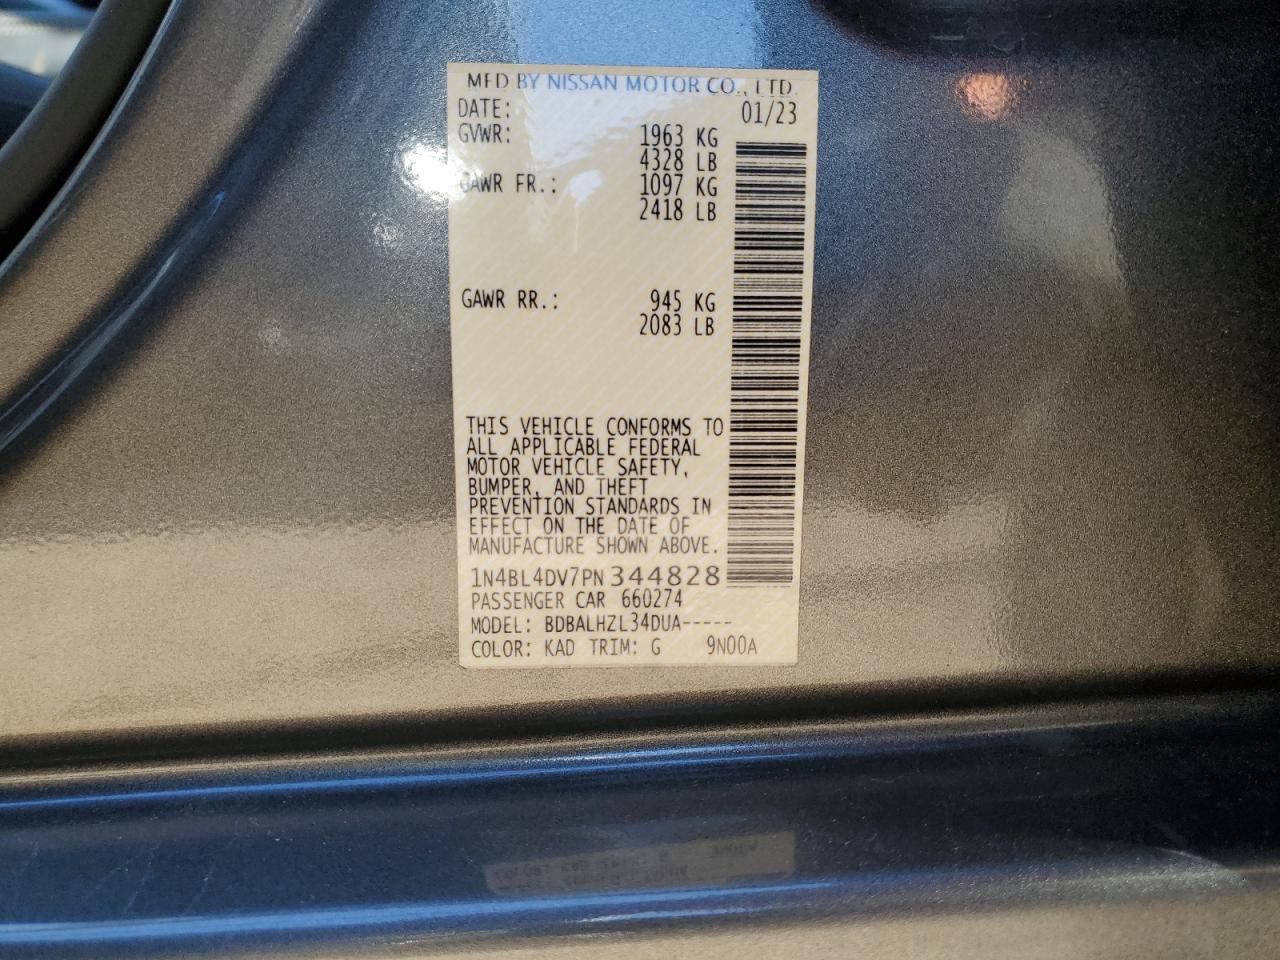 MFD BY NISSAN MOTOR CO., LTD.
DATE: 01/23
GVWR: 1963 KG
4328 LB
GAWR FR.: 1097 KG
2418 LB
GAWR RR.: 945 KG
2083 LB
THIS VEHICLE CONFORMS TO
ALL APPLICABLE FEDERAL
MOTOR VEHICLE SAFETY,
BUMPER, AND THEFT
PREVENTION STANDARDS IN
EFFECT ON THE DATE OF
MANUFACTURE SHOWN ABOVE.
1N4BL4DV7PN344828
PASSENGER CAR 660274
MODEL: BDBALHZL34DUA-----
COLOR: KAD TRIM: G 9N00A